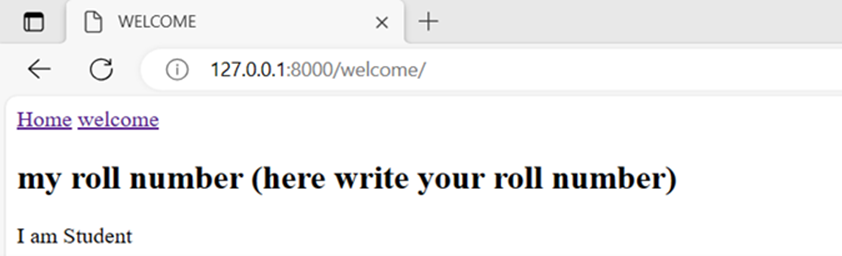 WELCOME
127.0.0.1:8000/welcome/
Home welcome
my roll number (here write your roll number)
I am Student